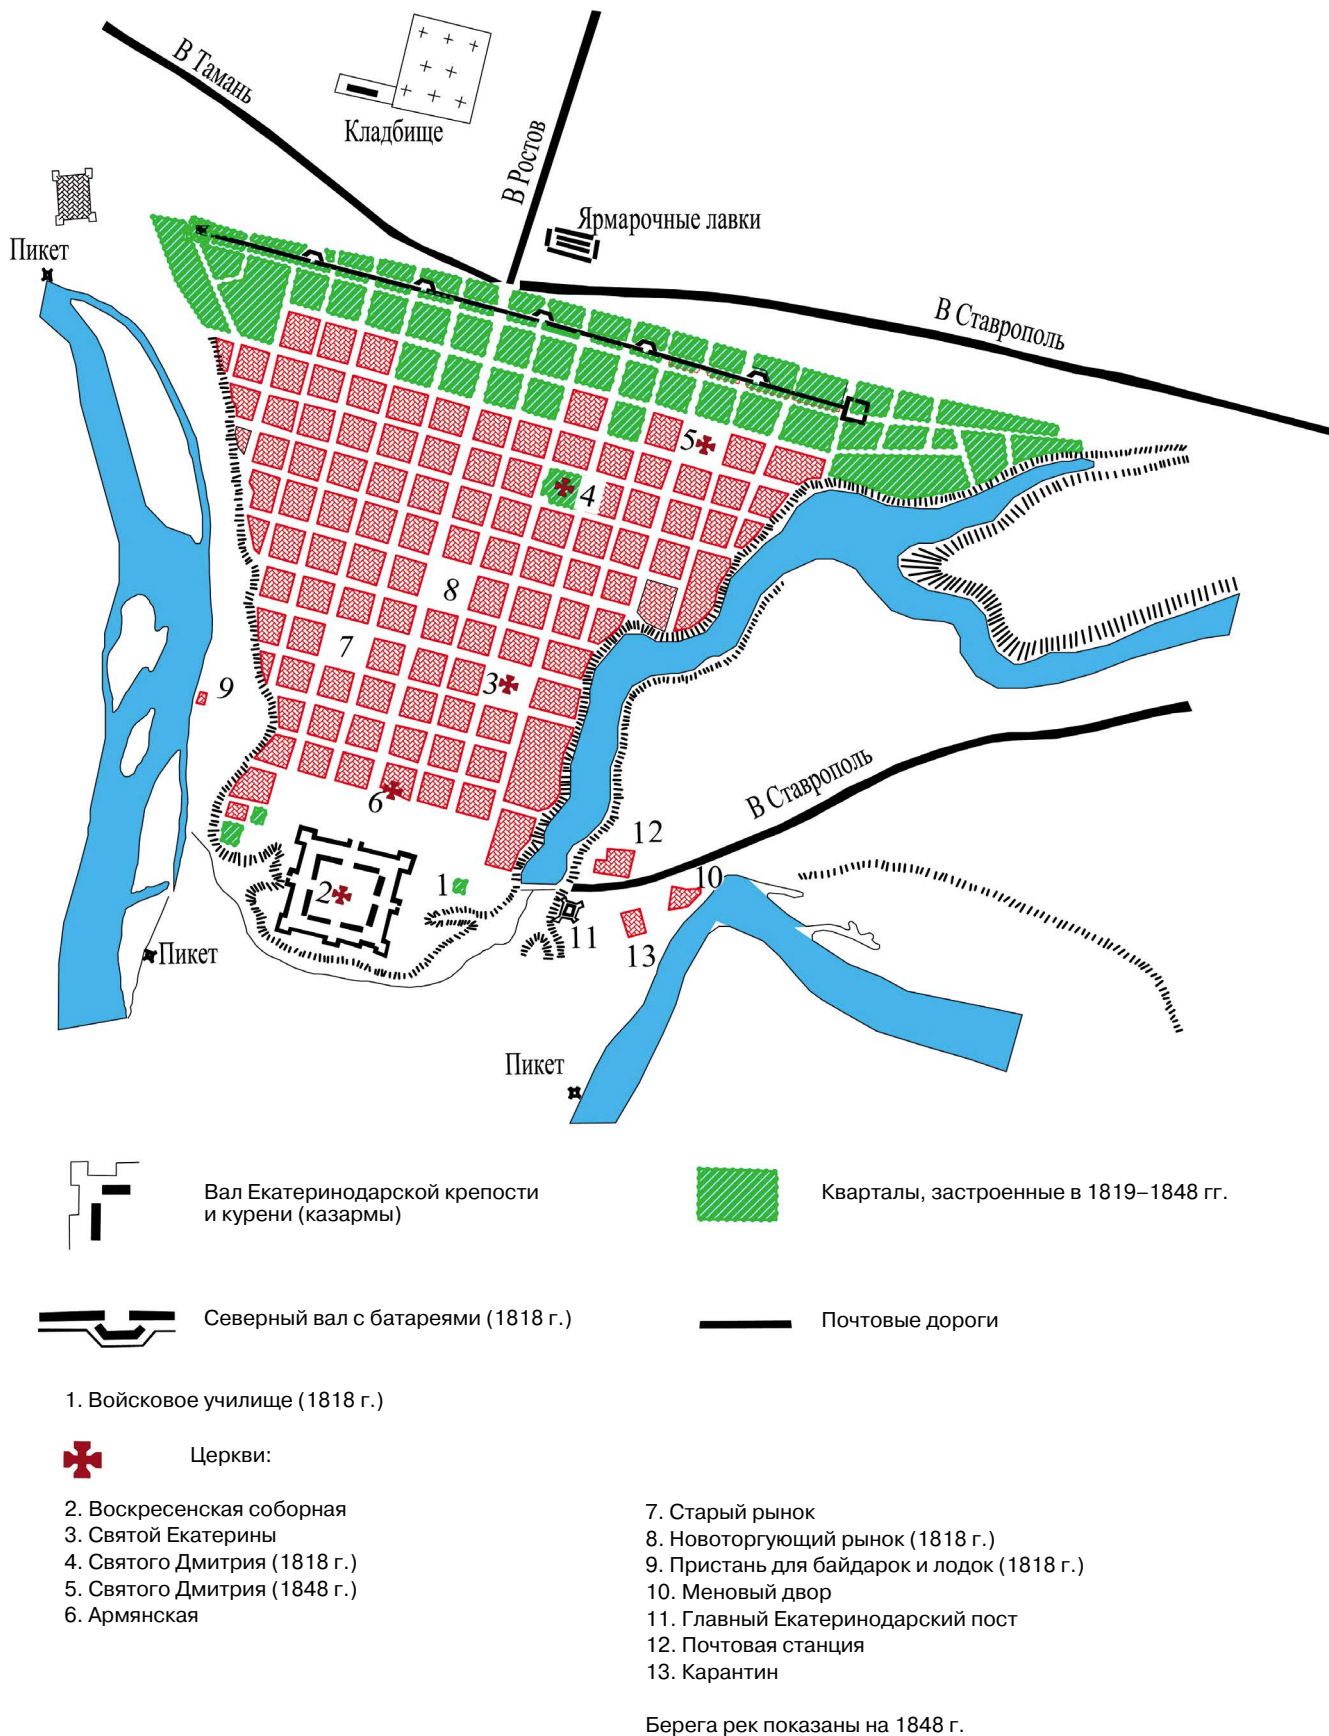 В Тамань
Кладбище
В Ростов
Ярмарочные лавки
Пикет
В Ставрополь
5
4
8
7
3
9
6
В Ставрополь
12
2
1
10
11
13
Пикет
Пикет
Вал Екатеринодарской крепости
и курени (казармы)
Кварталы, застроенные в 1819–1848 гг.
Северный вал с батареями (1818 г.)
Почтовые дороги
1. Войсковое училище (1818 г.)
Церкви:
2. Воскресенская соборная
3. Святой Екатерины
4. Святого Дмитрия (1818 г.)
5. Святого Дмитрия (1848 г.)
6. Армянская
7. Старый рынок
8. Новоторгующий рынок (1818 г.)
9. Пристань для байдарок и лодок (1818 г.)
10. Меновый двор
11. Главный Екатеринодарский пост
12. Почтовая станция
13. Карантин
Берега рек показаны на 1848 г.